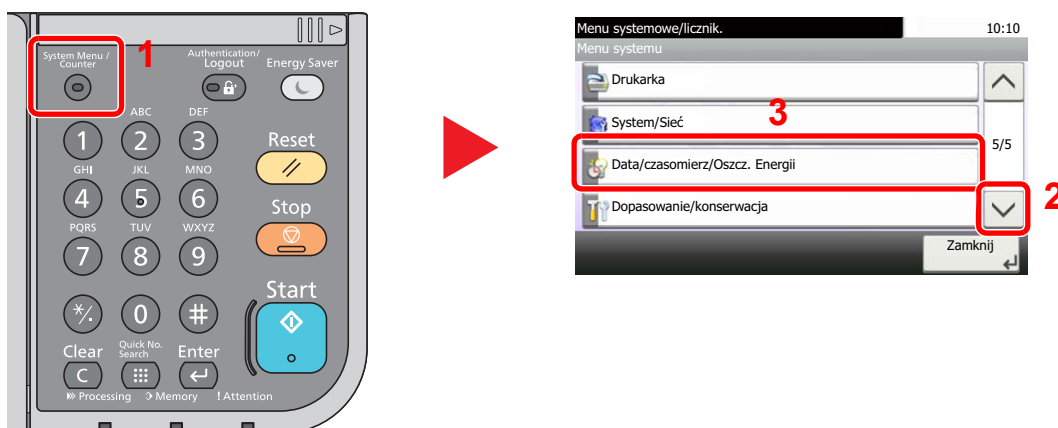 System Menu /
Counter
1
Authentication/
Logout
Energy Saver
ABC
DEF
1
2
3
Reset
GHI
JKL
MNO
4
5
6
Stop
PQRS
TUV
WXYZ
7
8
9
Start
*/.
0
#
Clear
Quick No.
Search
Enter
C
Processing
Memory
! Attention
Menu systemowe/licznik.
10:10
Menu systemu
Drukarka
System/Sieć
3
5/5
Data/czasomierz/Oszcz. Energii
Dopasowanie/konserwacja
2
Zamknij